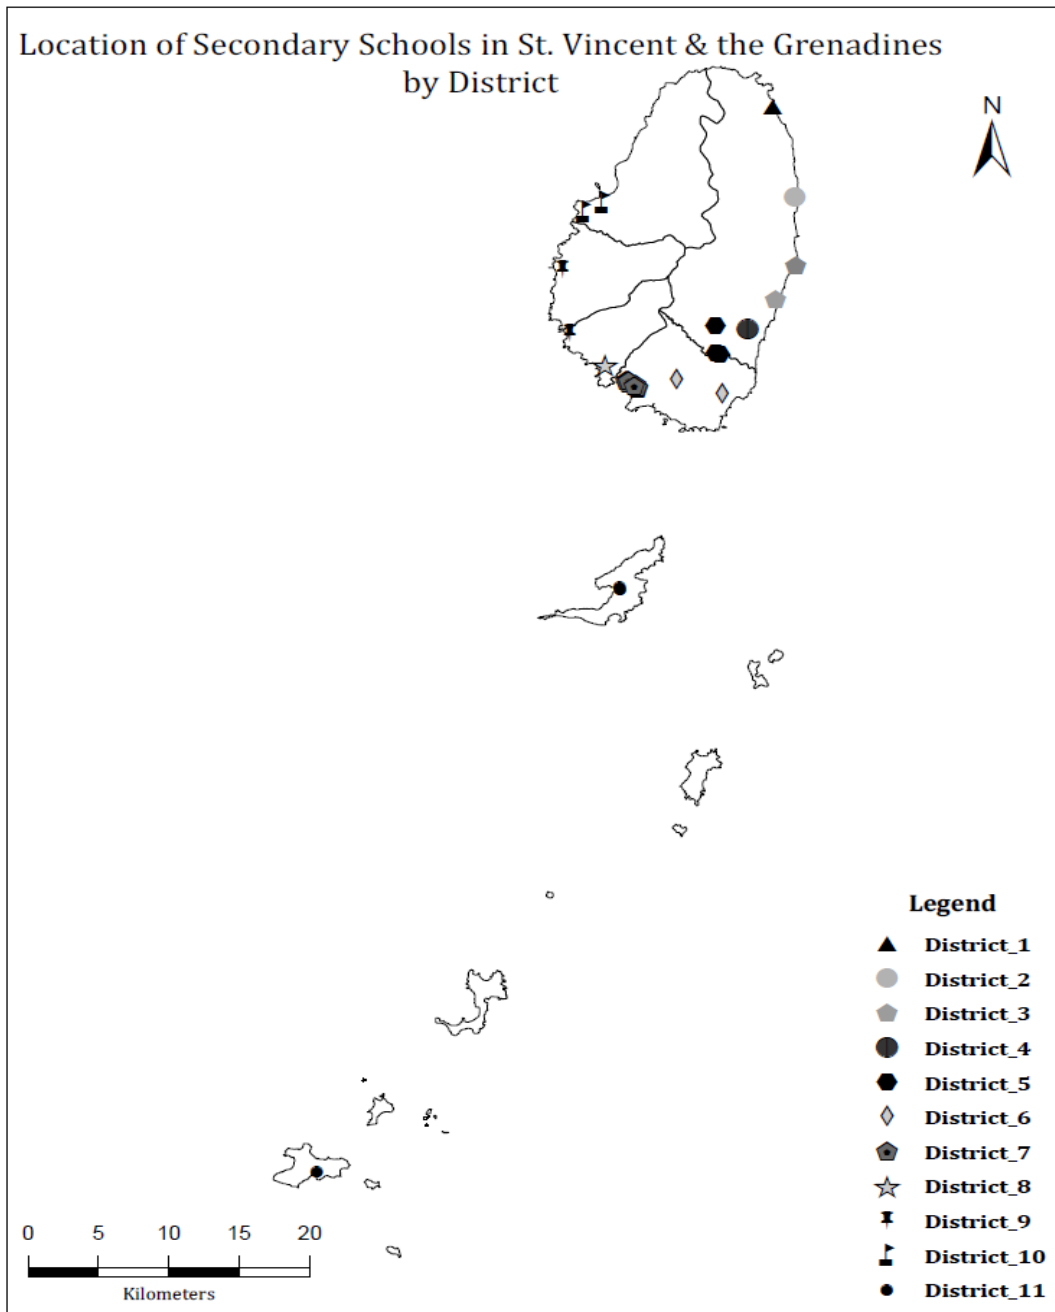 Location of Secondary Schools in St. Vincent & the Grenadines
by District
N
Legend
District_1
District_2
District_3
District_4
District_5
District_6
District_7
District_8
District_9
District_10
District_11
0 5 10 15 20
Kilometers